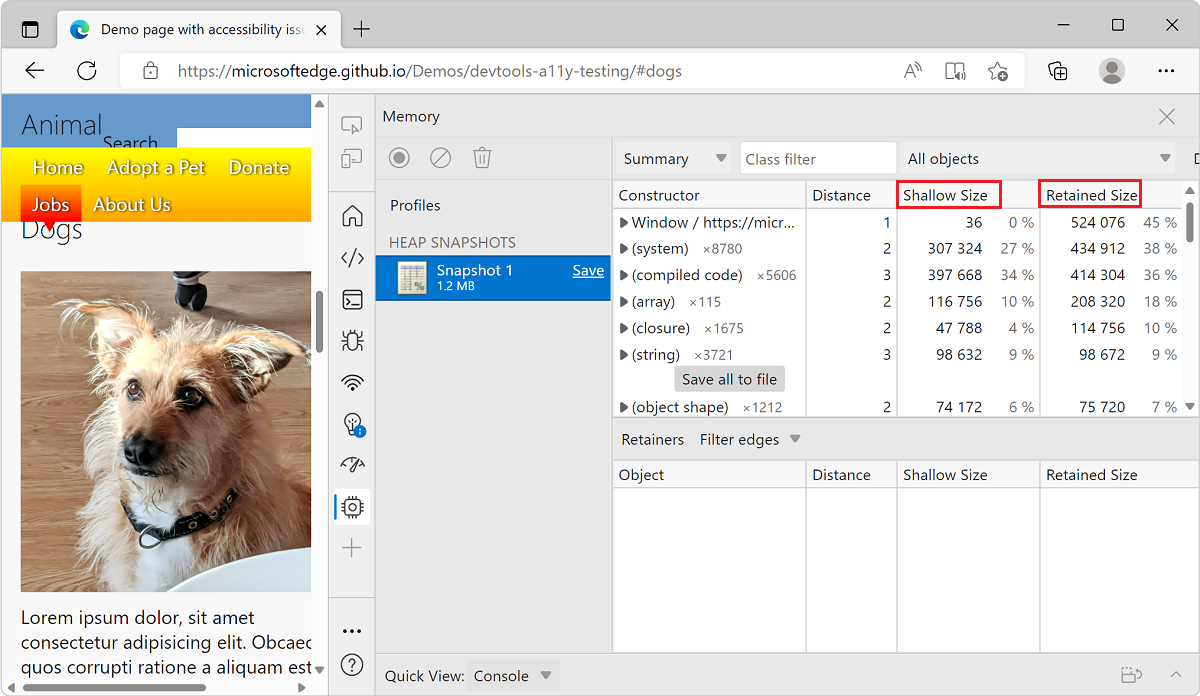 Demo page with accessibility iss
https://microsoftedge.github.io/Demos/devtools-a11y-testing/#dogs
Animal
Search
Home Adopt a Pet Donate
Jobs About Us
Dogs
Lorem ipsum dolor, sit amet
consectetur adipisicing elit. Obcaec
quos corrupti ratione a aliquam est
Memory
Profiles
HEAP SNAPSHOTS
Snapshot 1 Save
1.2 MB
Summary Class filter All objects
Constructor Distance Shallow Size Retained Size
Window / https://micr... 1 36 0 % 524 076 45 %
(system) ×8780 2 307 324 27 % 434 912 38 %
(compiled code) ×5606 3 397 668 34 % 414 304 36 %
(array) ×115 2 116 756 10 % 208 320 18 %
(closure) ×1675 2 47 788 4 % 114 756 10 %
(string) ×3721 3 98 632 9 % 98 672 9 %
Save all to file
(object shape) ×1212 2 74 172 6 % 75 720 7 %
Retainers Filter edges
Object Distance Shallow Size Retained Size
Quick View: Console